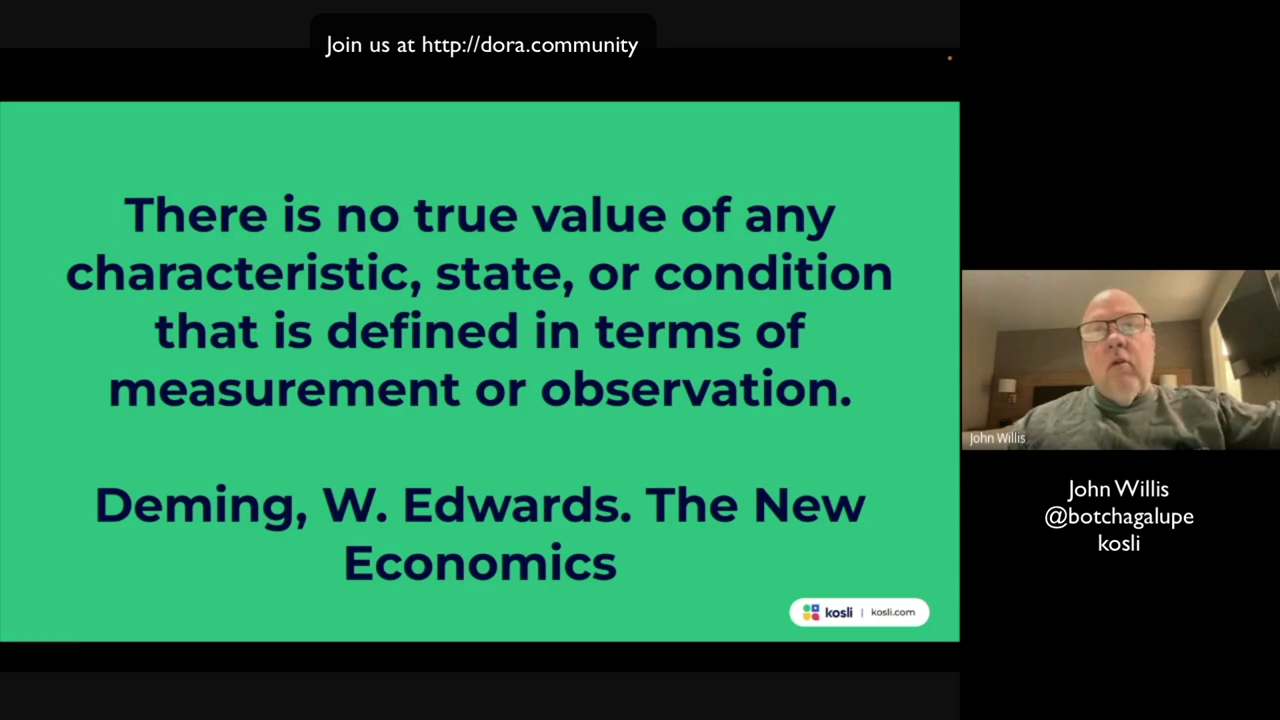 Join us at http://dora.community
There is no true value of any
characteristic, state, or condition
that is defined in terms of
measurement or observation.
Deming, W. Edwards. The New
Economics
kosli | kosli.com
John Willis
John Willis
@botchagalupe
kosli